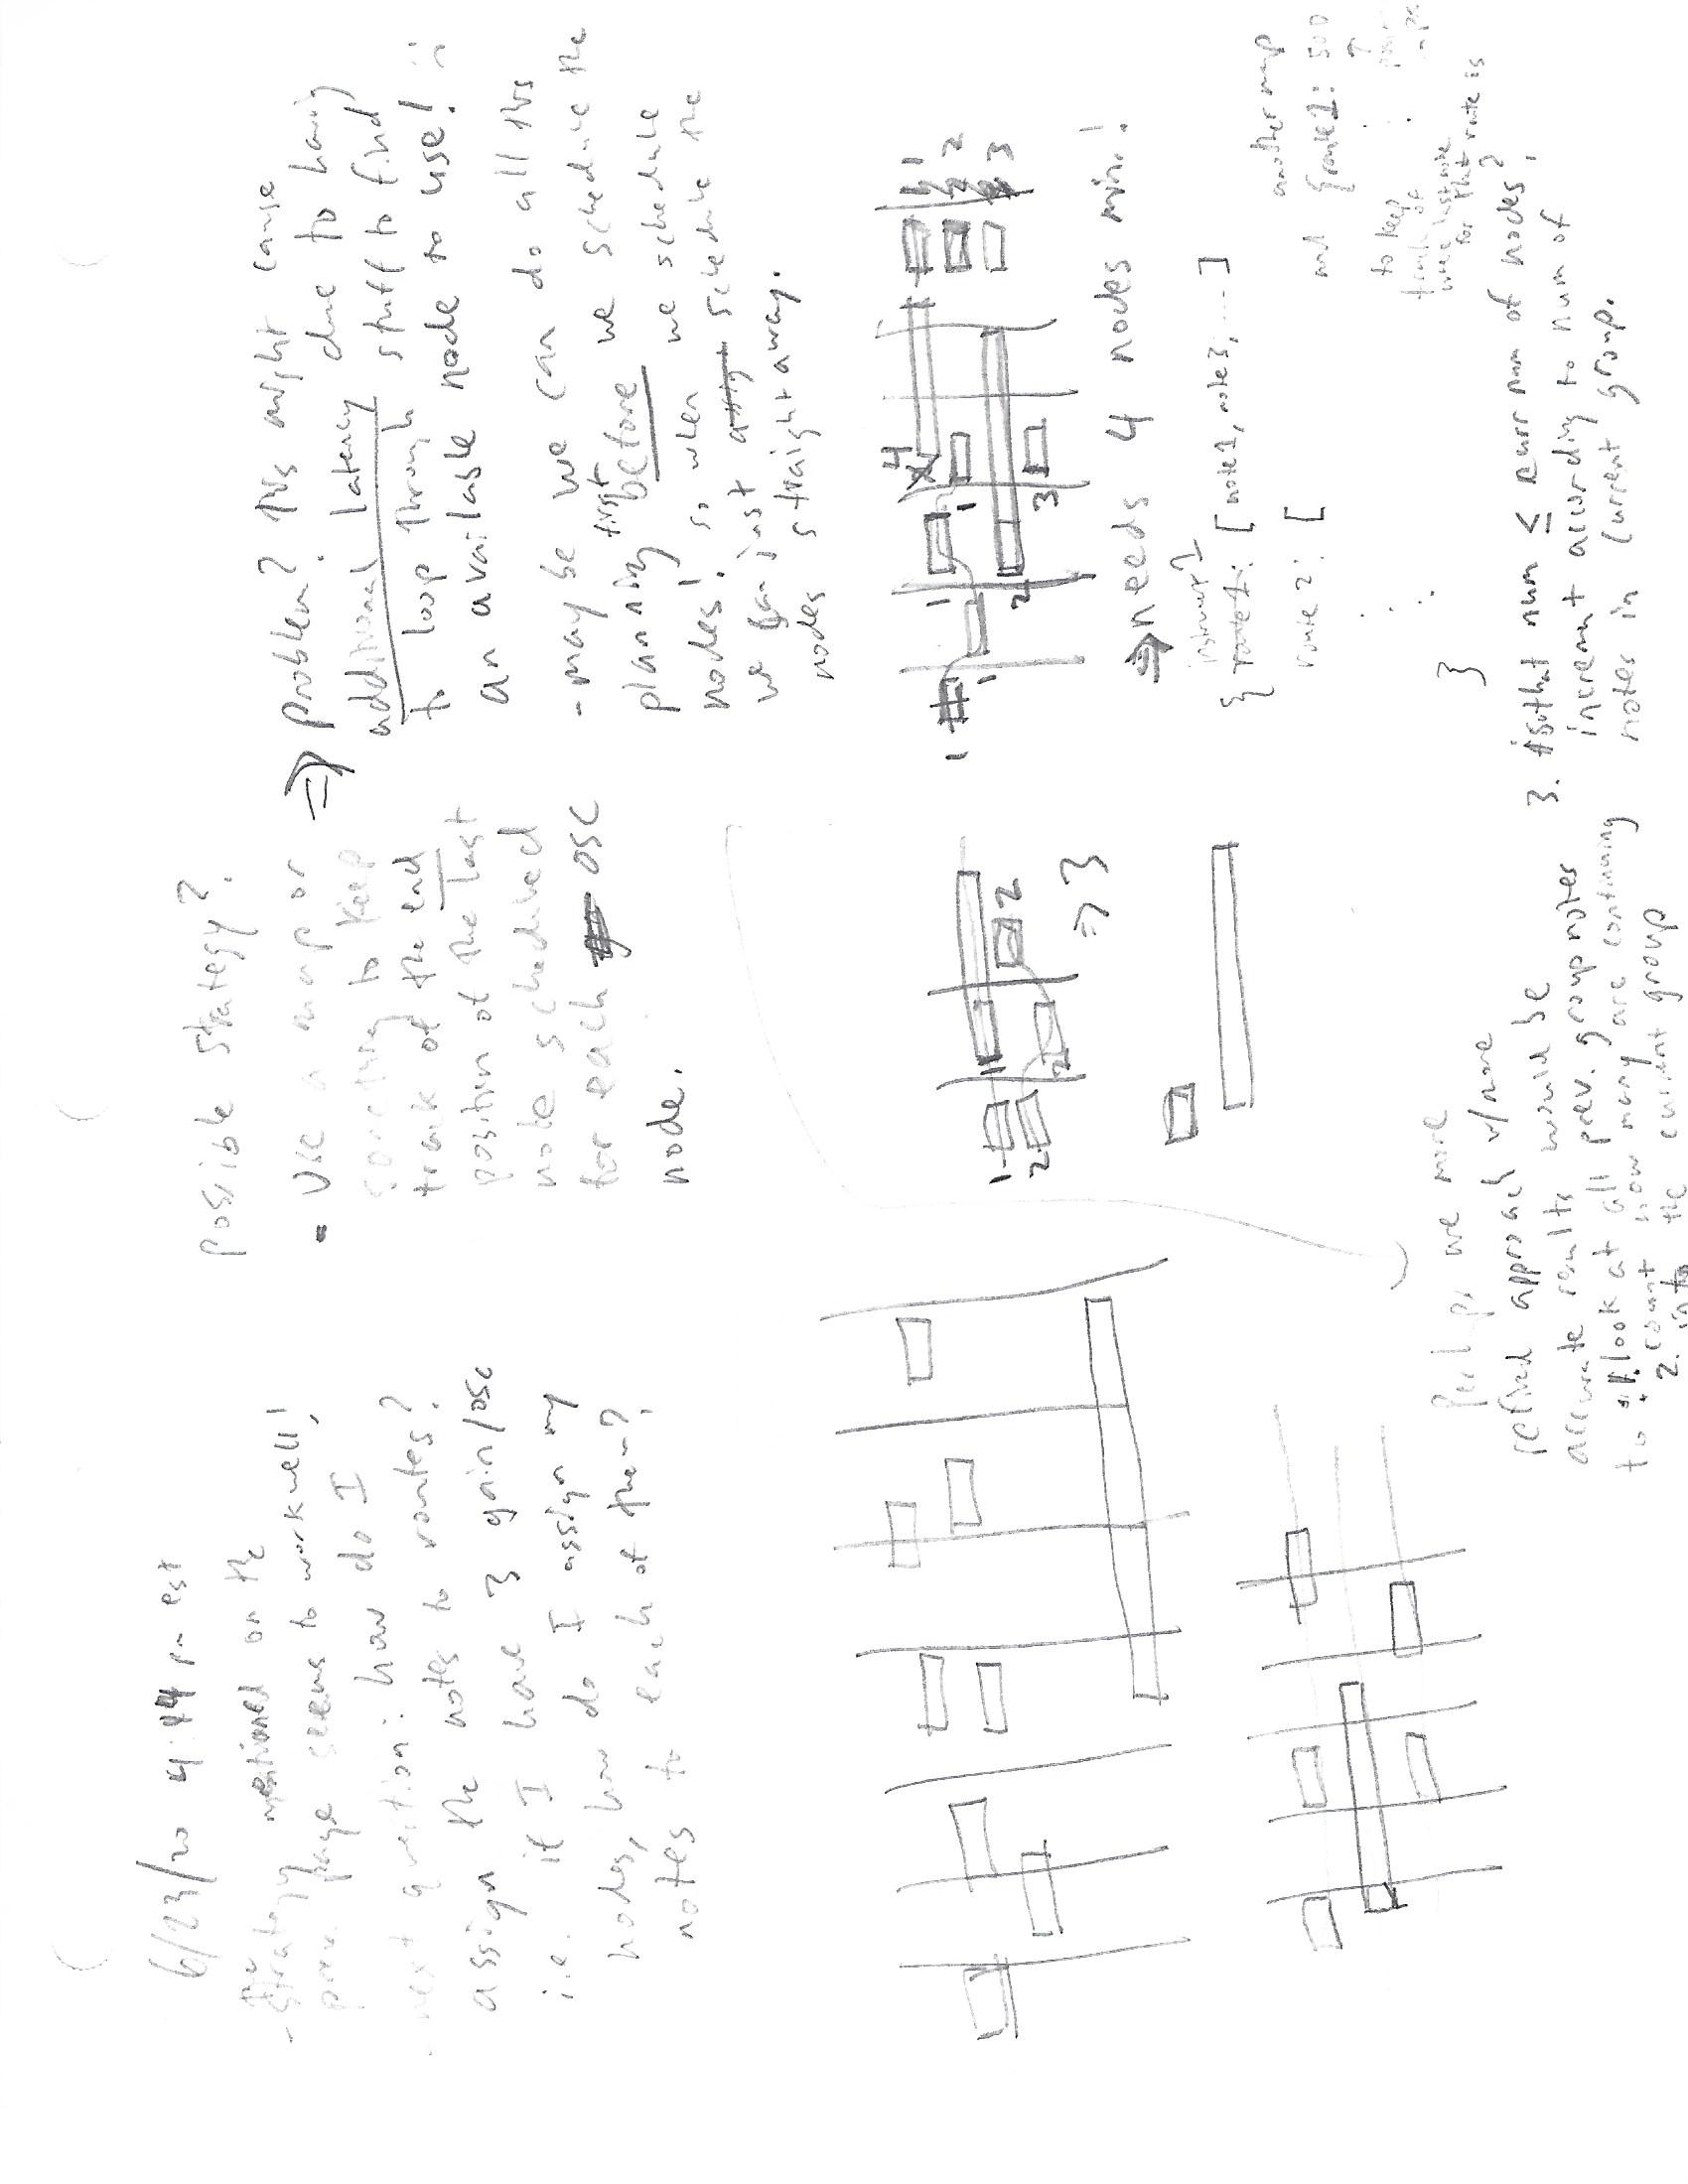 6/23/20 4:44 pm est
the
- strategy mentioned on the
prev. page seems to work well!
- next question: how do I
assign the notes to routes?
i.e. if I have 3 gain/osc
nodes, how do I assign my
notes to each of them?
possible strategy?
- Use a map or
something to keep
track of the end
position of the last
note scheduled
for each osc
node.
⇒ problem? this might cause
additional latency due to having
to loop through stuff to find
an available node to use! :(
- maybe we can do all this
planning first before we schedule the
nodes! so when we schedule
we can just schedule the
nodes straight away.
1 1 2
2 2
⇒ 3
1 1 1 1 4 1
2 2
2 3 3
⇒ needs 4 nodes min.!
instrument 1
{ route 1: [ note1, note3, ... ]
route 2: [
}
another map
and {route1: 500
↑
to keep
track of
where last note
for that route is
Perhaps one more
refined approach w/more
accurate results would be
to : 1. look at all prev. group notes
2. count how many are continuing
into the current group
3. is that num ≤ curr num of nodes?
increment according to num of
notes in current group.